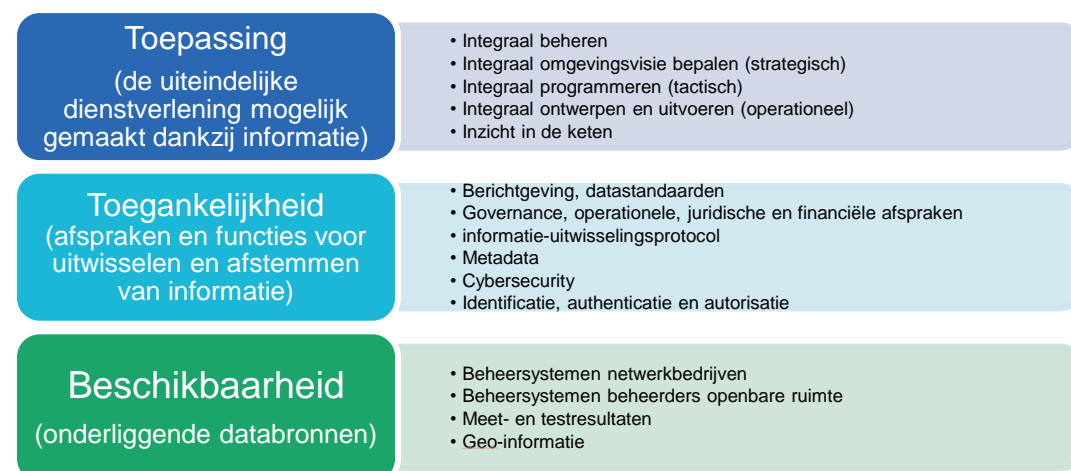 Toepassing
(de uiteindelijke
dienstverlening mogelijk
gemaakt dankzij informatie)
• Integraal beheren
• Integraal omgevingsvisie bepalen (strategisch)
• Integraal programmeren (tactisch)
• Integraal ontwerpen en uitvoeren (operationeel)
• Inzicht in de keten
Toegankelijkheid
(afspraken en functies voor
uitwisselen en afstemmen
van informatie)
• Berichtgeving, datastandaarden
• Governance, operationele, juridische en financiële afspraken
• informatie-uitwisselingsprotocol
• Metadata
• Cybersecurity
• Identificatie, authenticatie en autorisatie
Beschikbaarheid
(onderliggende databronnen)
• Beheersystemen netwerkbedrijven
• Beheersystemen beheerders openbare ruimte
• Meet- en testresultaten
• Geo-informatie